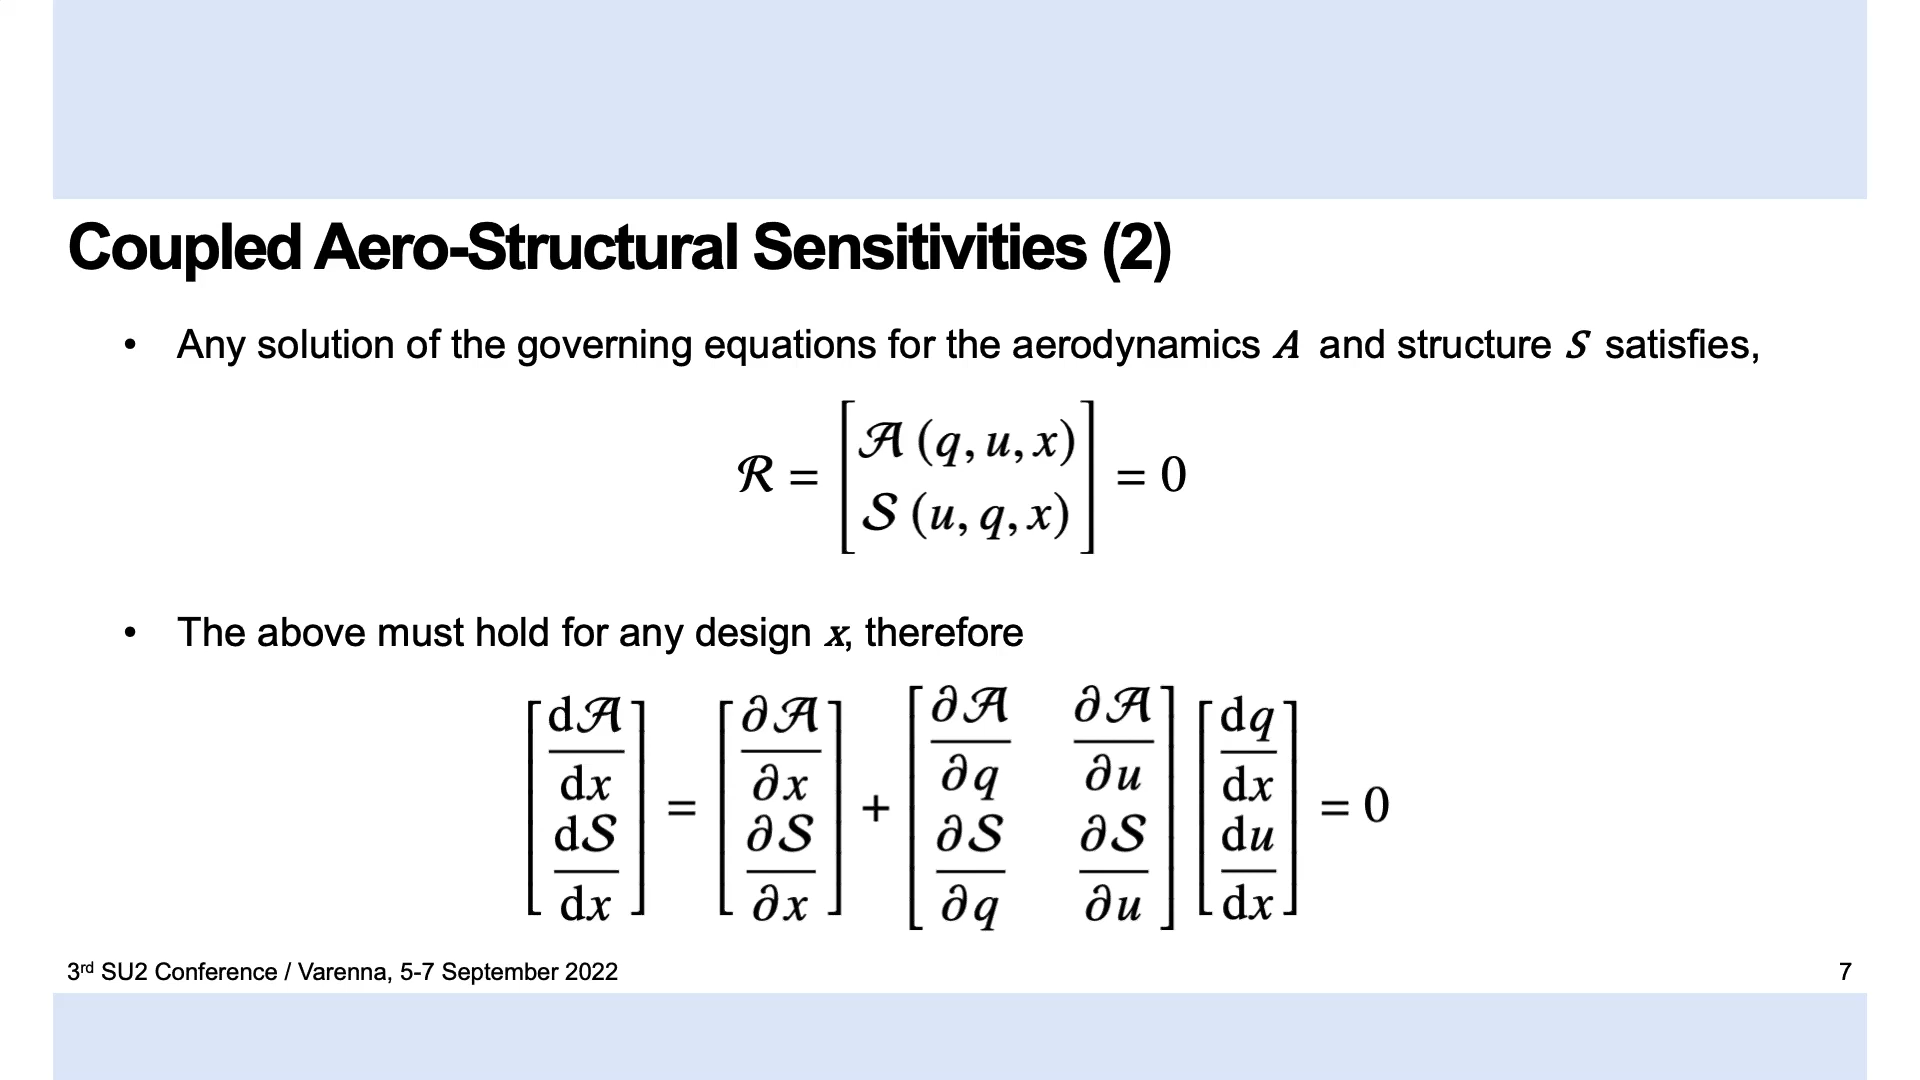 Coupled Aero-Structural Sensitivities (2)
• Any solution of the governing equations for the aerodynamics 𝑨 and structure 𝑺 satisfies,
ℛ = [𝒜 (q, u, x) ; 𝒮 (u, q, x)] = 0
• The above must hold for any design 𝒙, therefore
[d𝒜/dx ; d𝒮/dx] = [∂𝒜/∂x ; ∂𝒮/∂x] + [∂𝒜/∂q ∂𝒜/∂u ; ∂𝒮/∂q ∂𝒮/∂u] [dq/dx ; du/dx] = 0
3rd SU2 Conference / Varenna, 5-7 September 2022
7